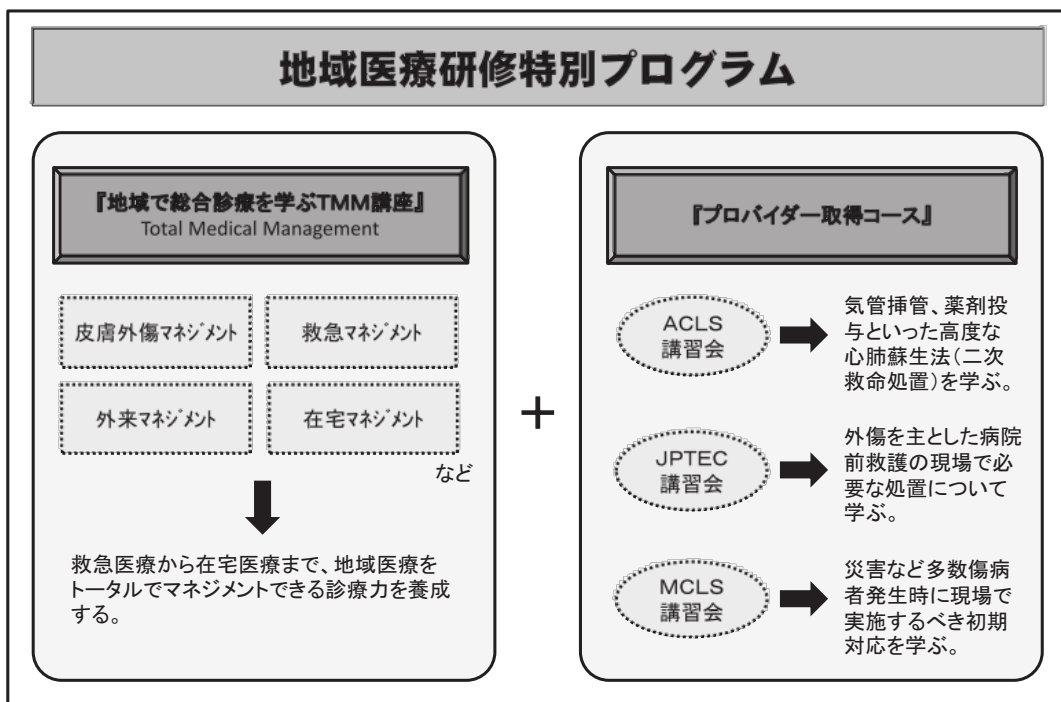 地域医療研修特別プログラム
『地域で総合診療を学ぶTMM講座』
Total Medical Management
皮膚外傷マネジメント
救急マネジメント
外来マネジメント
在宅マネジメント
など
救急医療から在宅医療まで、地域医療を
トータルでマネジメントできる診療力を養成
する。
+
『プロバイダー取得コース』
ACLS
講習会
気管挿管、薬剤投
与といった高度な
心肺蘇生法(二次
救命処置)を学ぶ。
JPTEC
講習会
外傷を主とした病院
前救護の現場で必
要な処置について
学ぶ。
MCLS
講習会
災害など多数傷病
者発生時に現場で
実施するべき初期
対応を学ぶ。